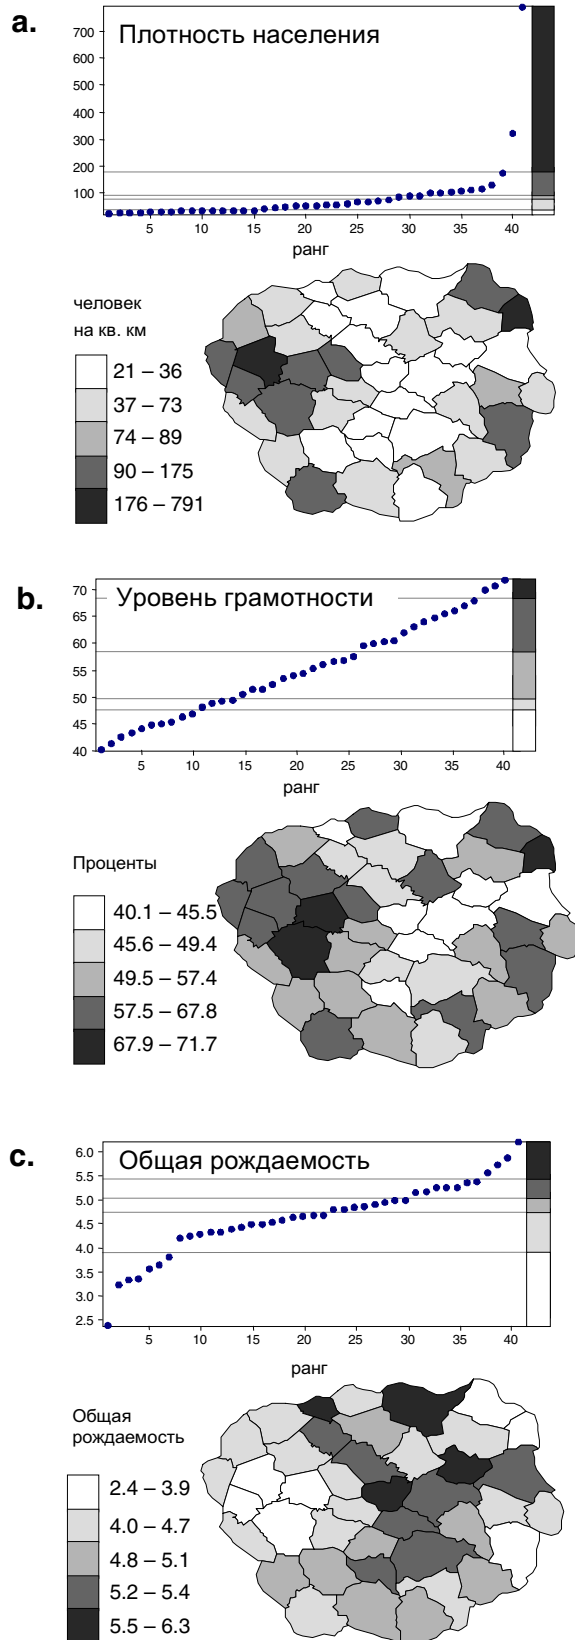 a.
Плотность населения
700
600
500
400
300
200
100
5 10 15 20 25 30 35 40
ранг
человек
на кв. км
21 – 36
37 – 73
74 – 89
90 – 175
176 – 791
b.
Уровень грамотности
70
65
60
55
50
45
40
5 10 15 20 25 30 35 40
ранг
Проценты
40.1 – 45.5
45.6 – 49.4
49.5 – 57.4
57.5 – 67.8
67.9 – 71.7
c.
Общая рождаемость
6.0
5.5
5.0
4.5
4.0
3.5
3.0
2.5
5 10 15 20 25 30 35 40
ранг
Общая
рождаемость
2.4 – 3.9
4.0 – 4.7
4.8 – 5.1
5.2 – 5.4
5.5 – 6.3